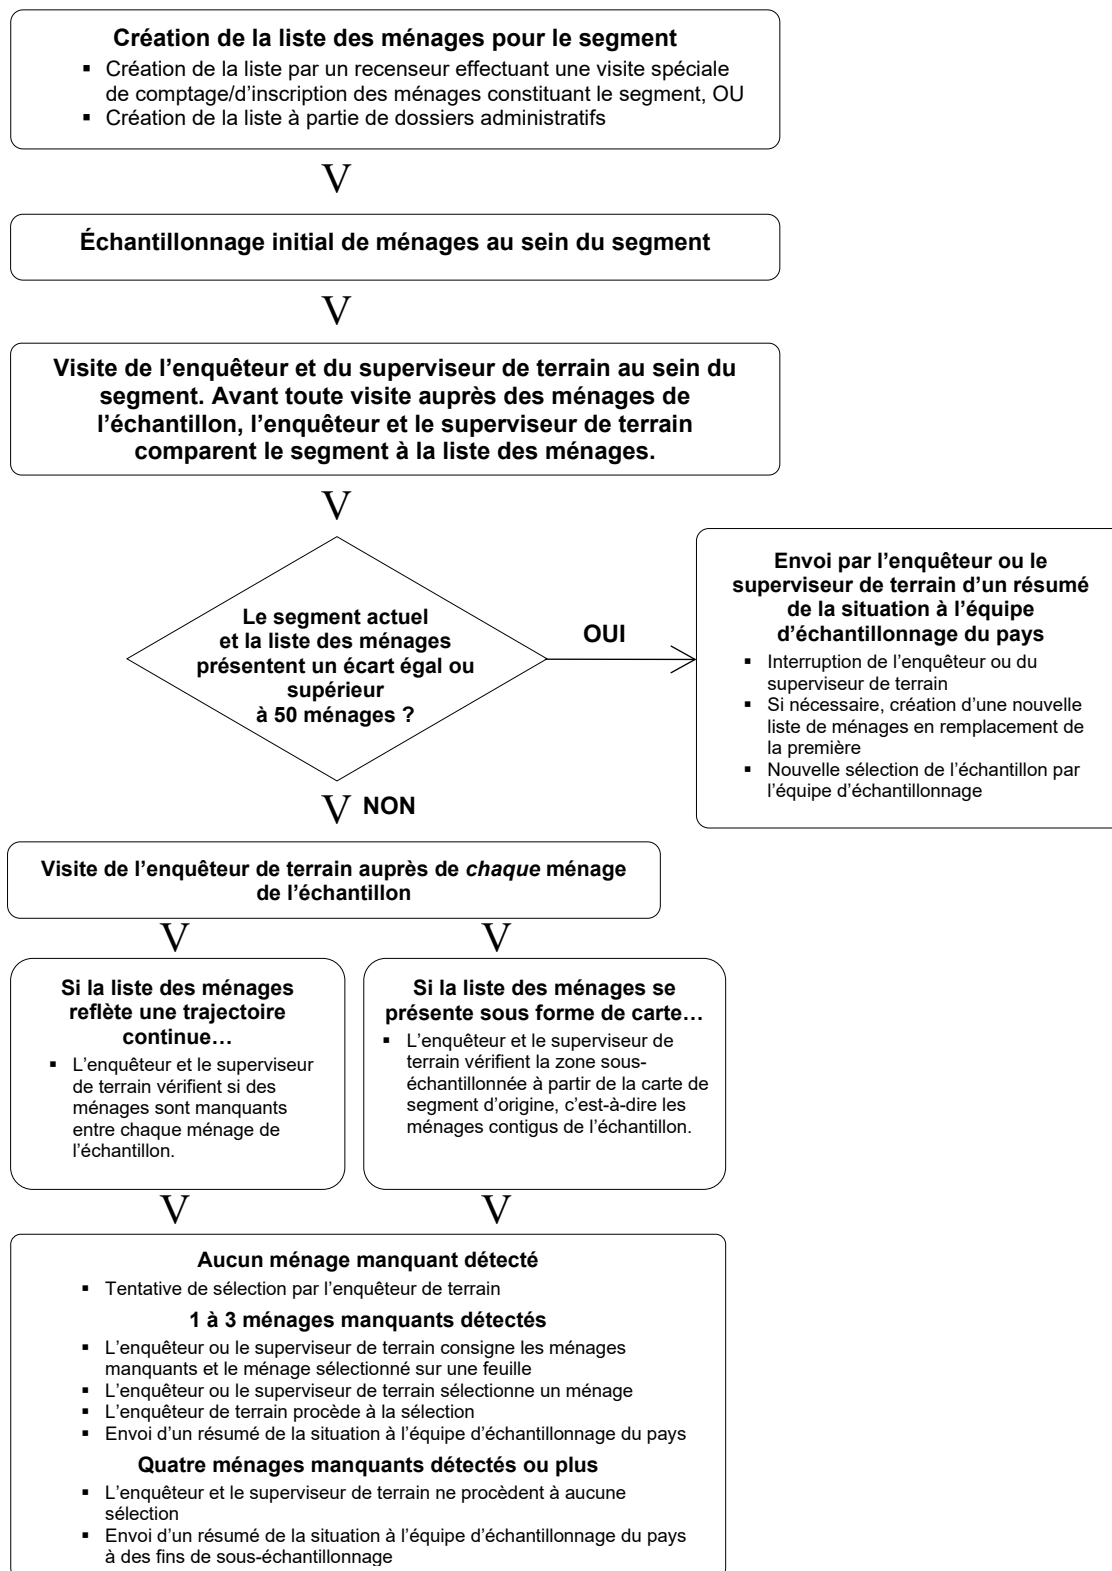 Création de la liste des ménages pour le segment
▪ Création de la liste par un recenseur effectuant une visite spéciale
de comptage/d’inscription des ménages constituant le segment, OU
▪ Création de la liste à partie de dossiers administratifs
V
Échantillonnage initial de ménages au sein du segment
V
Visite de l’enquêteur et du superviseur de terrain au sein du
segment. Avant toute visite auprès des ménages de
l’échantillon, l’enquêteur et le superviseur de terrain
comparent le segment à la liste des ménages.
V
Le segment actuel
et la liste des ménages
présentent un écart égal ou
supérieur
à 50 ménages ?
OUI
Envoi par l’enquêteur ou le
superviseur de terrain d’un résumé
de la situation à l’équipe
d’échantillonnage du pays
▪ Interruption de l’enquêteur ou du
superviseur de terrain
▪ Si nécessaire, création d’une nouvelle
liste de ménages en remplacement de
la première
▪ Nouvelle sélection de l’échantillon par
l’équipe d’échantillonnage
V NON
Visite de l’enquêteur de terrain auprès de chaque ménage
de l’échantillon
V V
Si la liste des ménages
reflète une trajectoire
continue…
▪ L’enquêteur et le superviseur
de terrain vérifient si des
ménages sont manquants
entre chaque ménage de
l’échantillon.
Si la liste des ménages se
présente sous forme de carte…
▪ L’enquêteur et le superviseur de
terrain vérifient la zone sous-
échantillonnée à partir de la carte de
segment d’origine, c’est-à-dire les
ménages contigus de l’échantillon.
V V
Aucun ménage manquant détecté
▪ Tentative de sélection par l’enquêteur de terrain
1 à 3 ménages manquants détectés
▪ L’enquêteur ou le superviseur de terrain consigne les ménages
manquants et le ménage sélectionné sur une feuille
▪ L’enquêteur ou le superviseur de terrain sélectionne un ménage
▪ L’enquêteur de terrain procède à la sélection
▪ Envoi d’un résumé de la situation à l’équipe d’échantillonnage du pays
Quatre ménages manquants détectés ou plus
▪ L’enquêteur et le superviseur de terrain ne procèdent à aucune
sélection
▪ Envoi d’un résumé de la situation à l’équipe d’échantillonnage du pays
à des fins de sous-échantillonnage